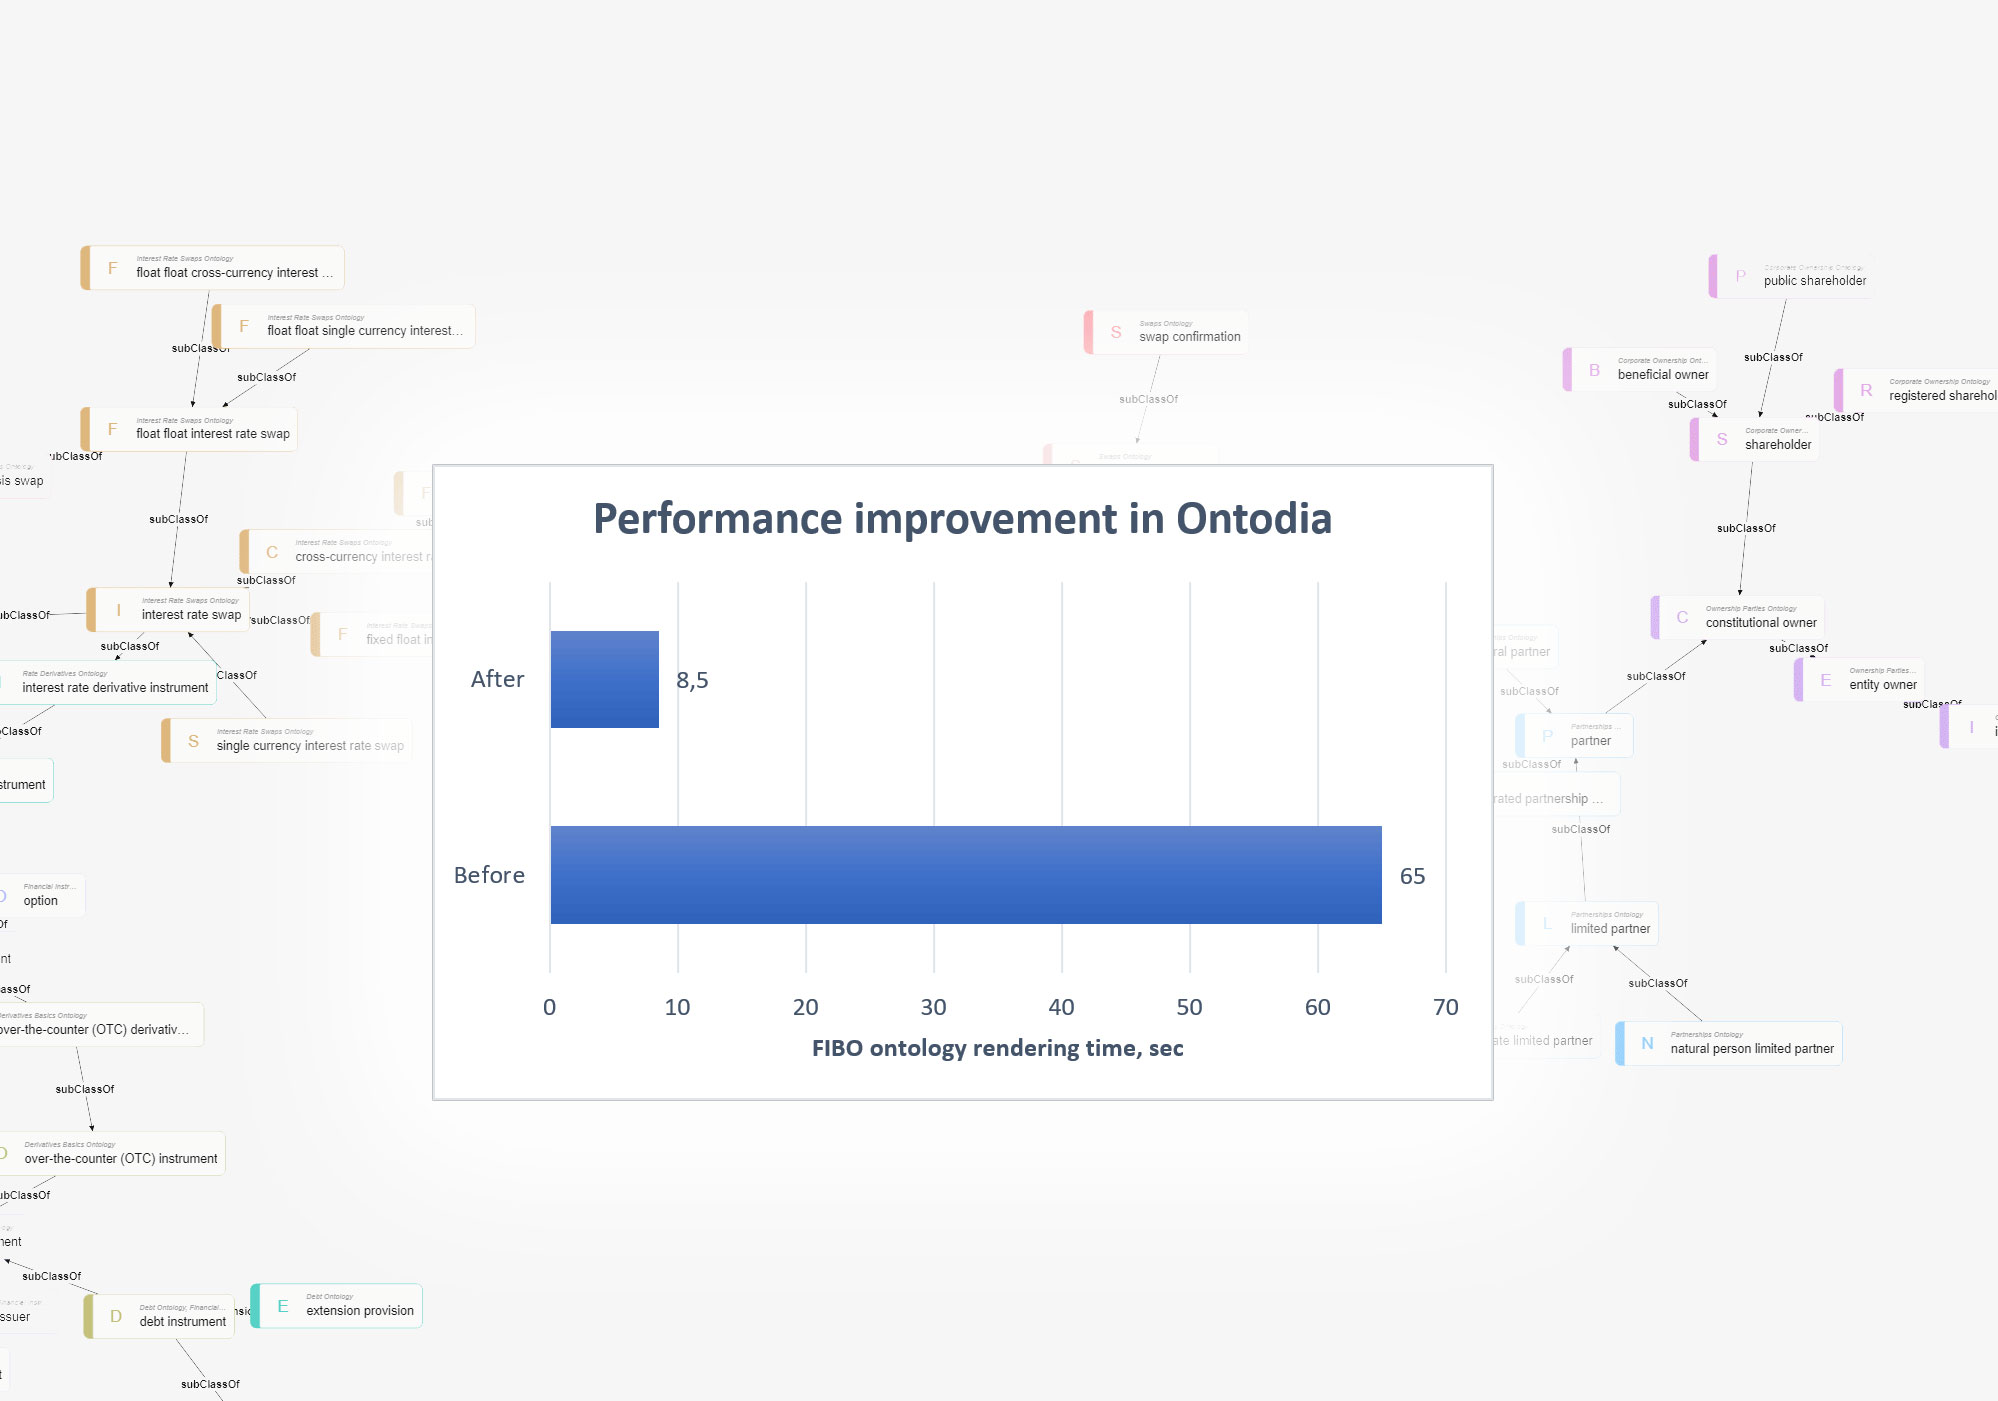 Interest Rate Swaps Ontology
F
float float cross-currency interest ...
Interest Rate Swaps Ontology
F
float float single currency interest...
subClassOf
subClassOf
Interest Rate Swaps Ontology
F
float float interest rate swap
ubClassOf
is swap
subClassOf
F
sub
Interest Rate Swaps Ontology
C
cross-currency interest r
subClassOf
Interest Rate Swaps Ontology
I
interest rate swap
ubClassOf
subClassOf
subClassOf
Interest Rate Sw
F
fixed float in
Rate Derivatives Ontology
interest rate derivative instrument
ClassOf
Interest Rate Swaps Ontology
S
single currency interest rate swap
ClassOf
strument
Financial Instr...
option
Of
nt
assOf
erivatives Basics Ontology
over-the-counter (OTC) derivativ...
subClassOf
Derivatives Basics Ontology
over-the-counter (OTC) instrument
ubClassOf
ment
subClassOf
ssuer
Debt Ontology, Financial...
D
debt instrument
Debt Ontology
E
extension provision
subClassOf
Swaps Ontology
S
swap confirmation
subClassOf
Swaps Ontology
Performance improvement in Ontodia
After
8,5
Before
65
0 10 20 30 40 50 60 70
FIBO ontology rendering time, sec
Corporate Ownership Ontology
P
public shareholder
subClassOf
Corporate Ownership Ont...
B
beneficial owner
subClassOf
Corporate Ownership Ontology
R
registered sharehol
subClassOf
Corporate Owner...
S
shareholder
subClassOf
Ownership Parties Ontology
C
constitutional owner
subClassOf
Ownership Parties...
E
entity owner
subClassOf
I
ral partner
subClassOf
subClassOf
Partnerships ...
P
partner
subClassOf
rated partnership ...
subClassOf
Partnerships Ontology
L
limited partner
subClassOf
subClassOf
ate limited partner
Partnerships Ontology
N
natural person limited partner